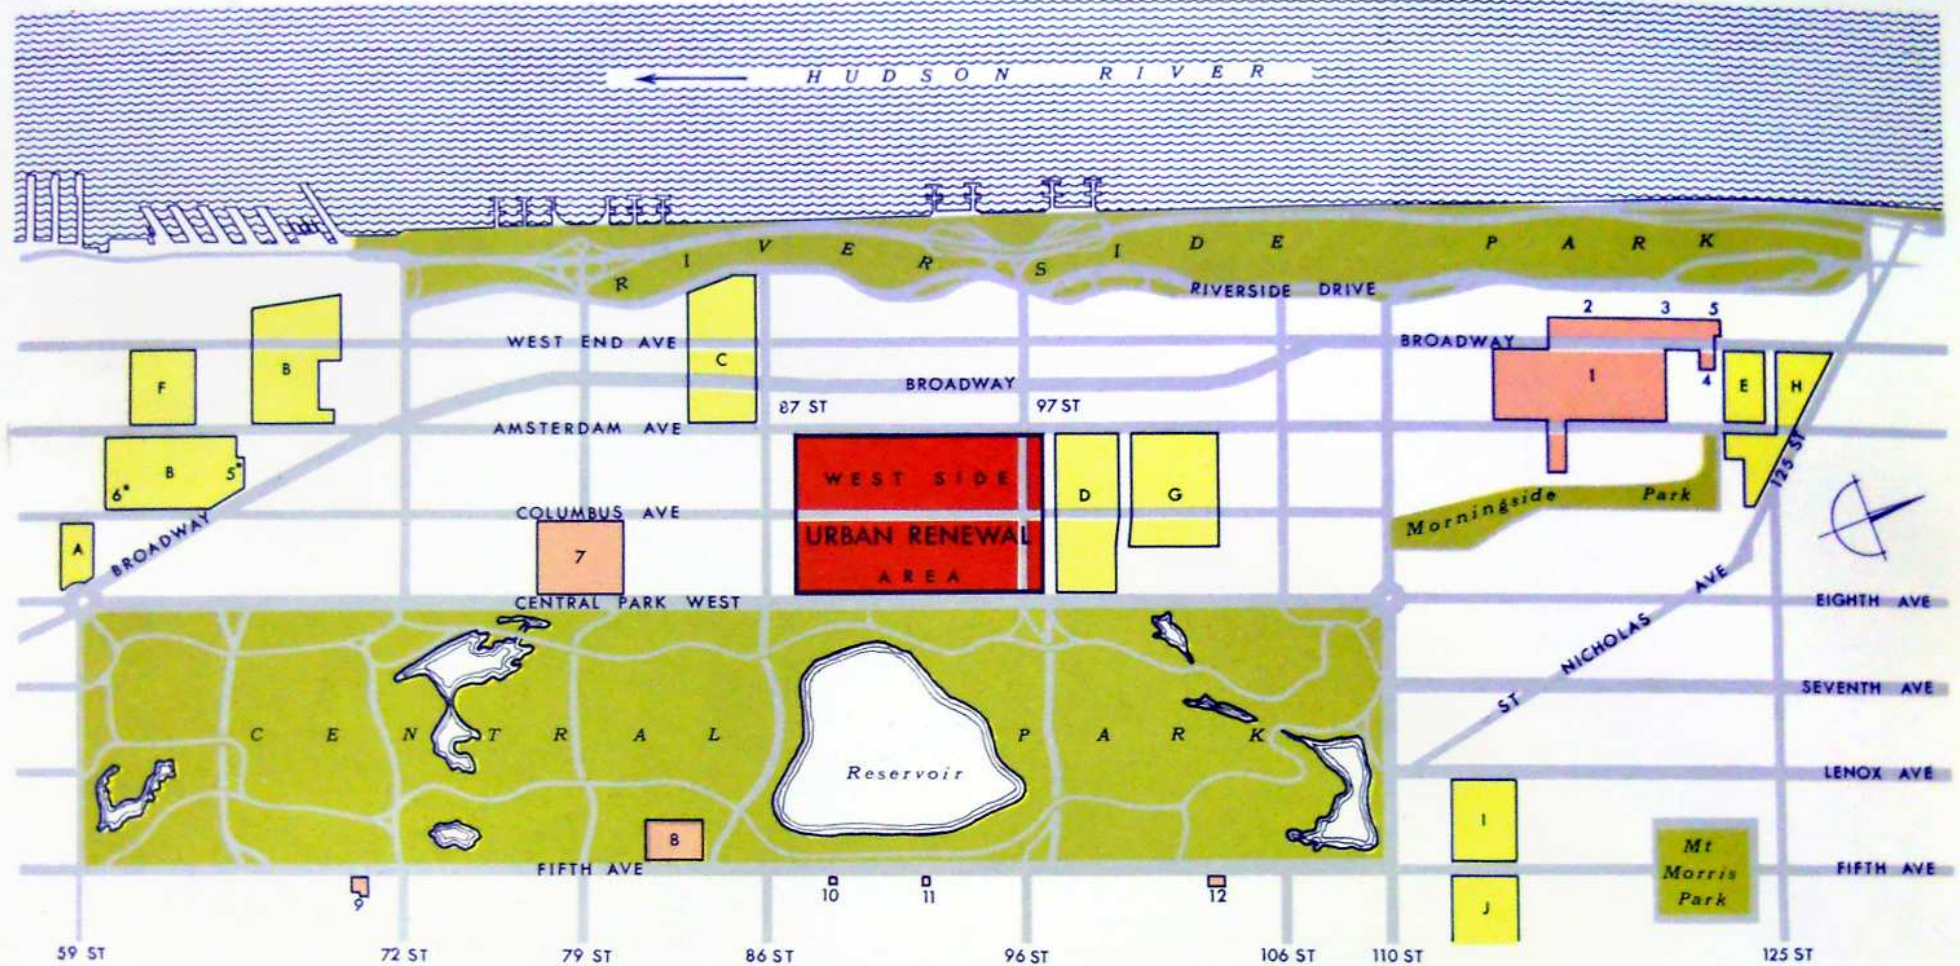 HUDSON RIVER
RIVERSIDE PARK
RIVERSIDE DRIVE
2 3 5
WEST END AVE
BROADWAY
B
C
F
BROADWAY
1
4
E
H
87 ST
97 ST
AMSTERDAM AVE
125 ST
B
5*
6*
WEST SIDE
URBAN RENEWAL
AREA
D
G
Morningside Park
COLUMBUS AVE
A
BROADWAY
7
CENTRAL PARK WEST
EIGHTH AVE
ST NICHOLAS AVE
SEVENTH AVE
CENTRAL PARK
Reservoir
LENOX AVE
I
8
Mt
Morris
Park
FIFTH AVE
FIFTH AVE
9
10
11
12
J
59 ST
72 ST
79 ST
86 ST
96 ST
106 ST
110 ST
125 ST